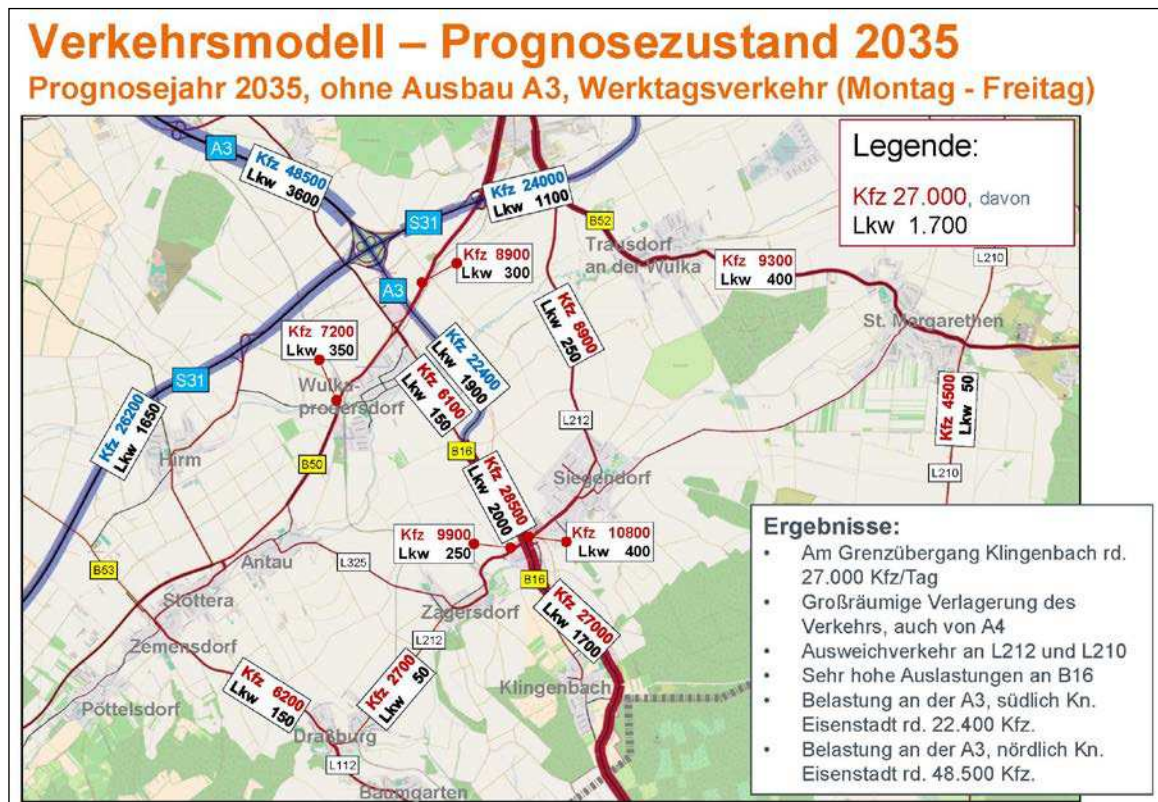 Verkehrsmodell – Prognosezustand 2035
Prognosejahr 2035, ohne Ausbau A3, Werktagsverkehr (Montag - Freitag)
Legende:
Kfz 27.000, davon
Lkw 1.700
A3
Kfz 48500
Lkw 3600
S31
Kfz 24000
Lkw 1100
B52
Trausdorf
an der Wulka
Kfz 9300
Lkw 400
L210
St. Margarethen
Kfz 8900
Lkw 300
A3
Kfz 8900
Lkw 250
Kfz 7200
Lkw 350
Kfz 22400
Lkw 1900
S31
Wulka-
prodersdorf
Kfz 6100
Lkw 150
Kfz 4500
Lkw 50
Kfz 26200
Lkw 1650
L212
B16
Hirm
B50
Siegendorf
L210
Kfz 28500
Lkw 2000
Kfz 9900
Lkw 250
Kfz 10800
Lkw 400
Antau
L325
B53
B16
Stöttera
Zagersdorf
Kfz 27000
Lkw 1700
Zemensdorf
L212
Kfz 6200
Lkw 150
Kfz 2700
Lkw 50
Klingenbach
Pöttelsdorf
Draßburg
L112
Baumgarten
Ergebnisse:
• Am Grenzübergang Klingenbach rd.
27.000 Kfz/Tag
• Großräumige Verlagerung des
Verkehrs, auch von A4
• Ausweichverkehr an L212 und L210
• Sehr hohe Auslastungen an B16
• Belastung an der A3, südlich Kn.
Eisenstadt rd. 22.400 Kfz.
• Belastung an der A3, nördlich Kn.
Eisenstadt rd. 48.500 Kfz.